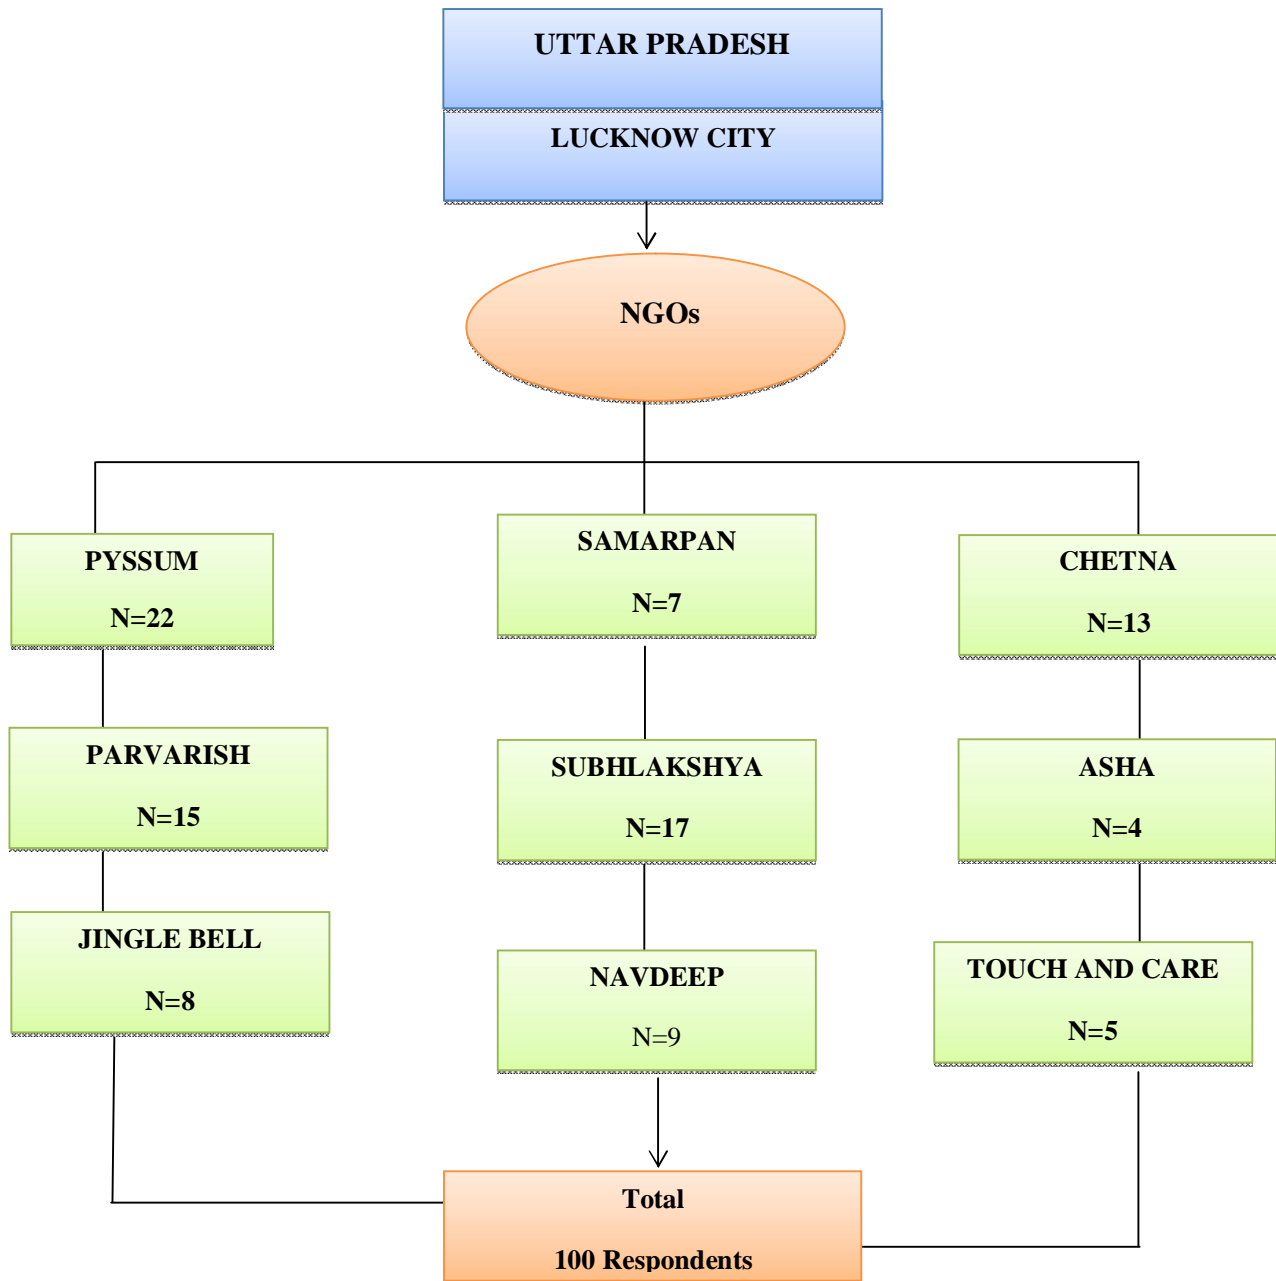 UTTAR PRADESH
LUCKNOW CITY
NGOs
PYSSUM
N=22
SAMARPAN
N=7
CHETNA
N=13
PARVARISH
N=15
SUBHLAKSHYA
N=17
ASHA
N=4
JINGLE BELL
N=8
NAVDEEP
N=9
TOUCH AND CARE
N=5
Total
100 Respondents